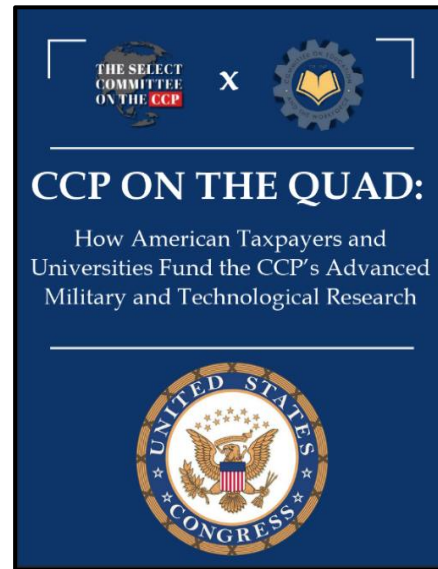 THE SELECT
COMMITTEE
ON THE CCP
X
CCP ON THE QUAD:
How American Taxpayers and
Universities Fund the CCP's Advanced
Military and Technological Research
UNITED STATES
CONGRESS